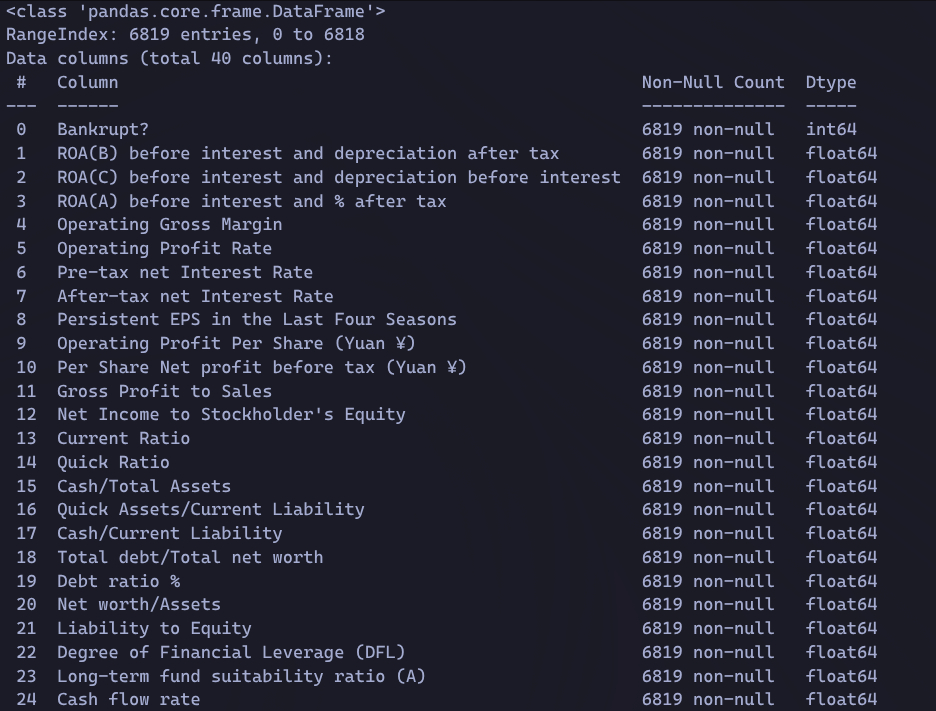 <class 'pandas.core.frame.DataFrame'>
RangeIndex: 6819 entries, 0 to 6818
Data columns (total 40 columns):
 #   Column                                                   Non-Null Count  Dtype
---  ------                                                   --------------  -----
 0   Bankrupt?                                                6819 non-null   int64
 1   ROA(B) before interest and depreciation after tax        6819 non-null   float64
 2   ROA(C) before interest and depreciation before interest  6819 non-null   float64
 3   ROA(A) before interest and % after tax                   6819 non-null   float64
 4   Operating Gross Margin                                   6819 non-null   float64
 5   Operating Profit Rate                                    6819 non-null   float64
 6   Pre-tax net Interest Rate                                6819 non-null   float64
 7   After-tax net Interest Rate                              6819 non-null   float64
 8   Persistent EPS in the Last Four Seasons                  6819 non-null   float64
 9   Operating Profit Per Share (Yuan ¥)                      6819 non-null   float64
 10  Per Share Net profit before tax (Yuan ¥)                 6819 non-null   float64
 11  Gross Profit to Sales                                    6819 non-null   float64
 12  Net Income to Stockholder's Equity                       6819 non-null   float64
 13  Current Ratio                                            6819 non-null   float64
 14  Quick Ratio                                              6819 non-null   float64
 15  Cash/Total Assets                                        6819 non-null   float64
 16  Quick Assets/Current Liability                           6819 non-null   float64
 17  Cash/Current Liability                                   6819 non-null   float64
 18  Total debt/Total net worth                               6819 non-null   float64
 19  Debt ratio %                                             6819 non-null   float64
 20  Net worth/Assets                                         6819 non-null   float64
 21  Liability to Equity                                      6819 non-null   float64
 22  Degree of Financial Leverage (DFL)                       6819 non-null   float64
 23  Long-term fund suitability ratio (A)                     6819 non-null   float64
 24  Cash flow rate                                           6819 non-null   float64